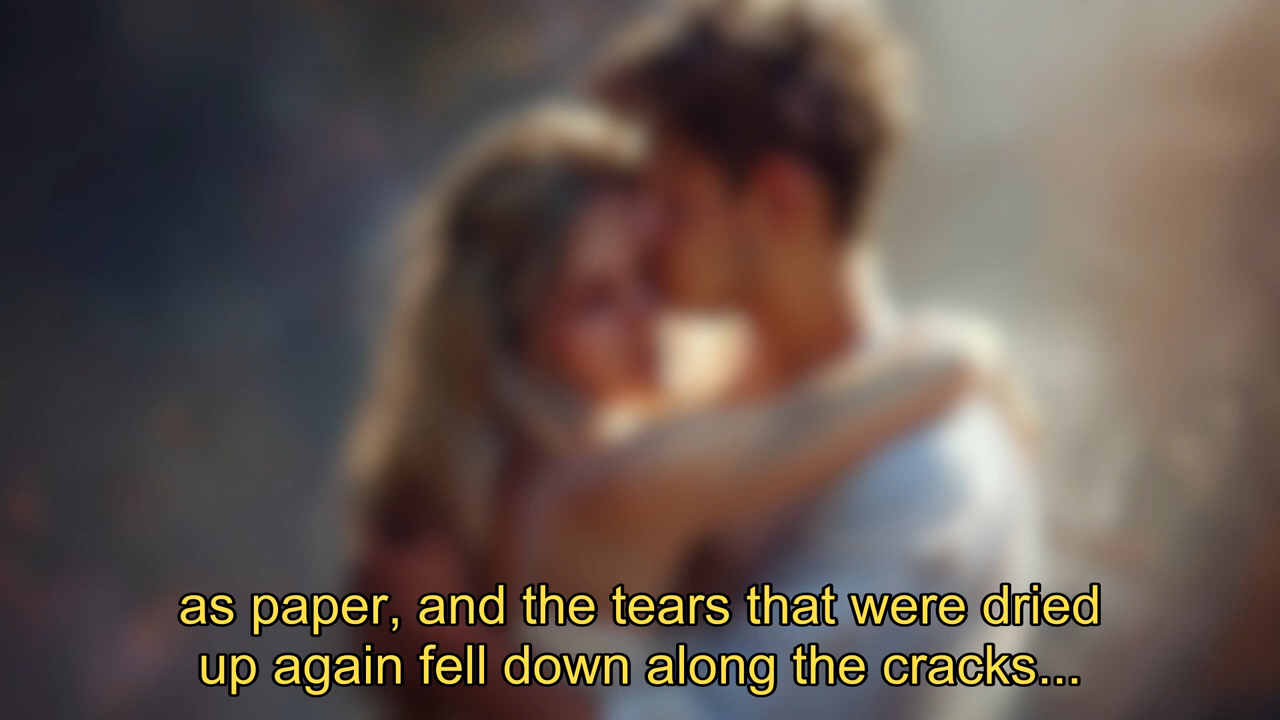 as paper, and the tears that were dried
up again fell down along the cracks...